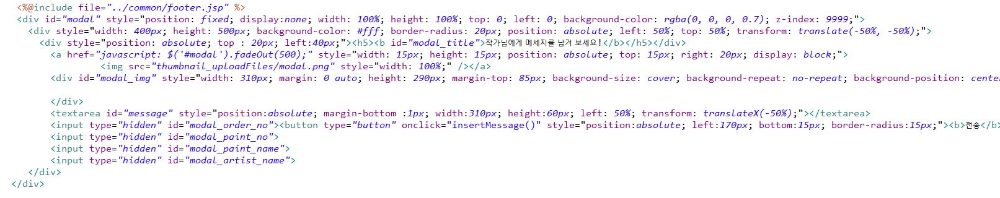 <%@include file="../common/footer.jsp" %>
<div id="modal" style="position: fixed; display:none; width: 100%; height: 100%; top: 0; left: 0; background-color: rgba(0, 0, 0, 0.7); z-index: 9999;">
<div style="width: 400px; height: 500px; background-color: #fff; border-radius: 20px; position: absolute; left: 50%; top: 50%; transform: translate(-50%, -50%);">
<div style="position: absolute; top : 20px; left:40px;"><h5><b id="modal_title">작가님에게 메세지를 남겨 보세요!</b></h5></div>
<a href="javascript: $('#modal').fadeOut(500);" style="width: 15px; height: 15px; position: absolute; top: 15px; right: 20px; display: block;">
<img src="thumbnail_uploadFiles/modal.png" style="width: 100%;" /></a>
<div id="modal_img" style="width: 310px; margin: 0 auto; height: 290px; margin-top: 85px; background-size: cover; background-repeat: no-repeat; background-position: cente
</div>
<textarea id="message" style="position:absolute; margin-bottom :1px; width:310px; height:60px; left: 50%; transform: translateX(-50%);"></textarea>
<input type="hidden" id="modal_order_no"><button type="button" onclick="insertMessage()" style="position:absolute; left:170px; bottom:15px; border-radius:15px;"><b>전송</b>
<input type="hidden" id="modal_paint_no">
<input type="hidden" id="modal_paint_name">
<input type="hidden" id="modal_artist_name">
</div>
</div>